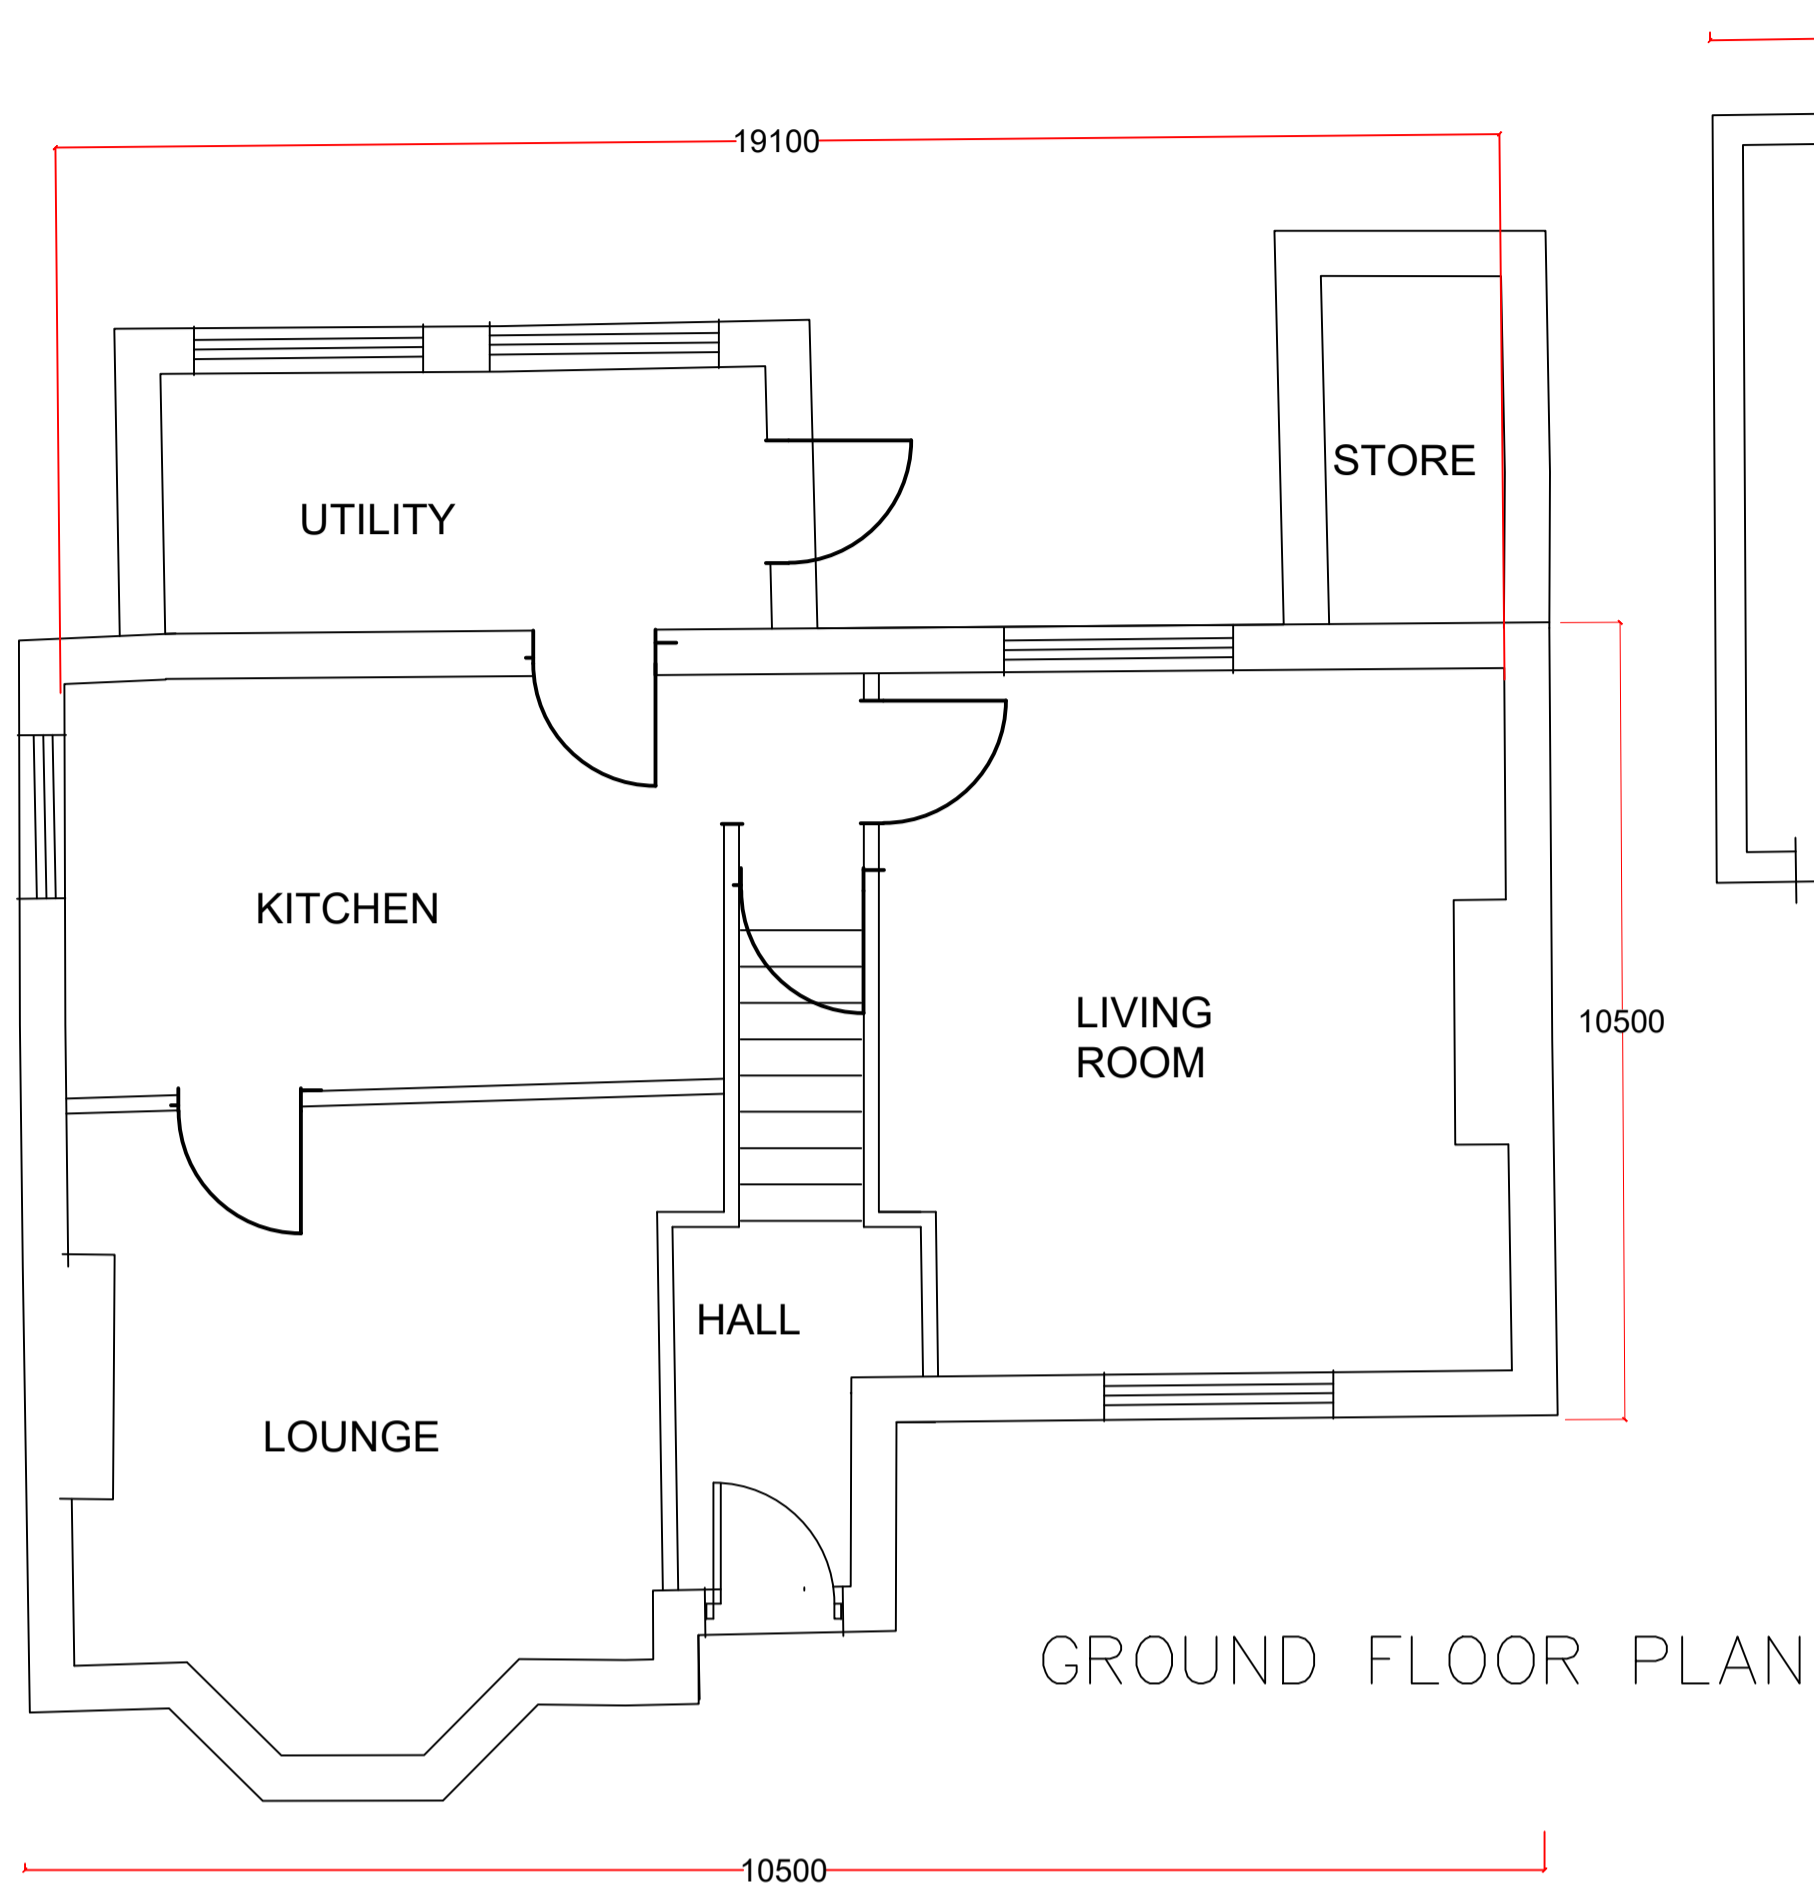 19100
STORE
UTILITY
KITCHEN
LIVING
ROOM
10500
HALL
LOUNGE
GROUND FLOOR PLAN
10500